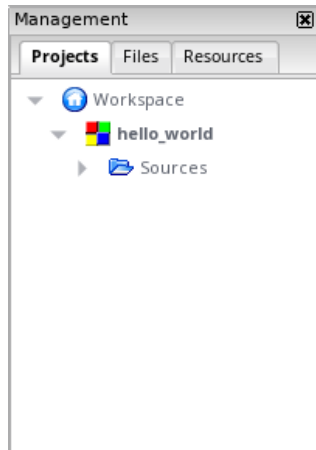 Management
Projects Files Resources
Workspace
hello_world
Sources